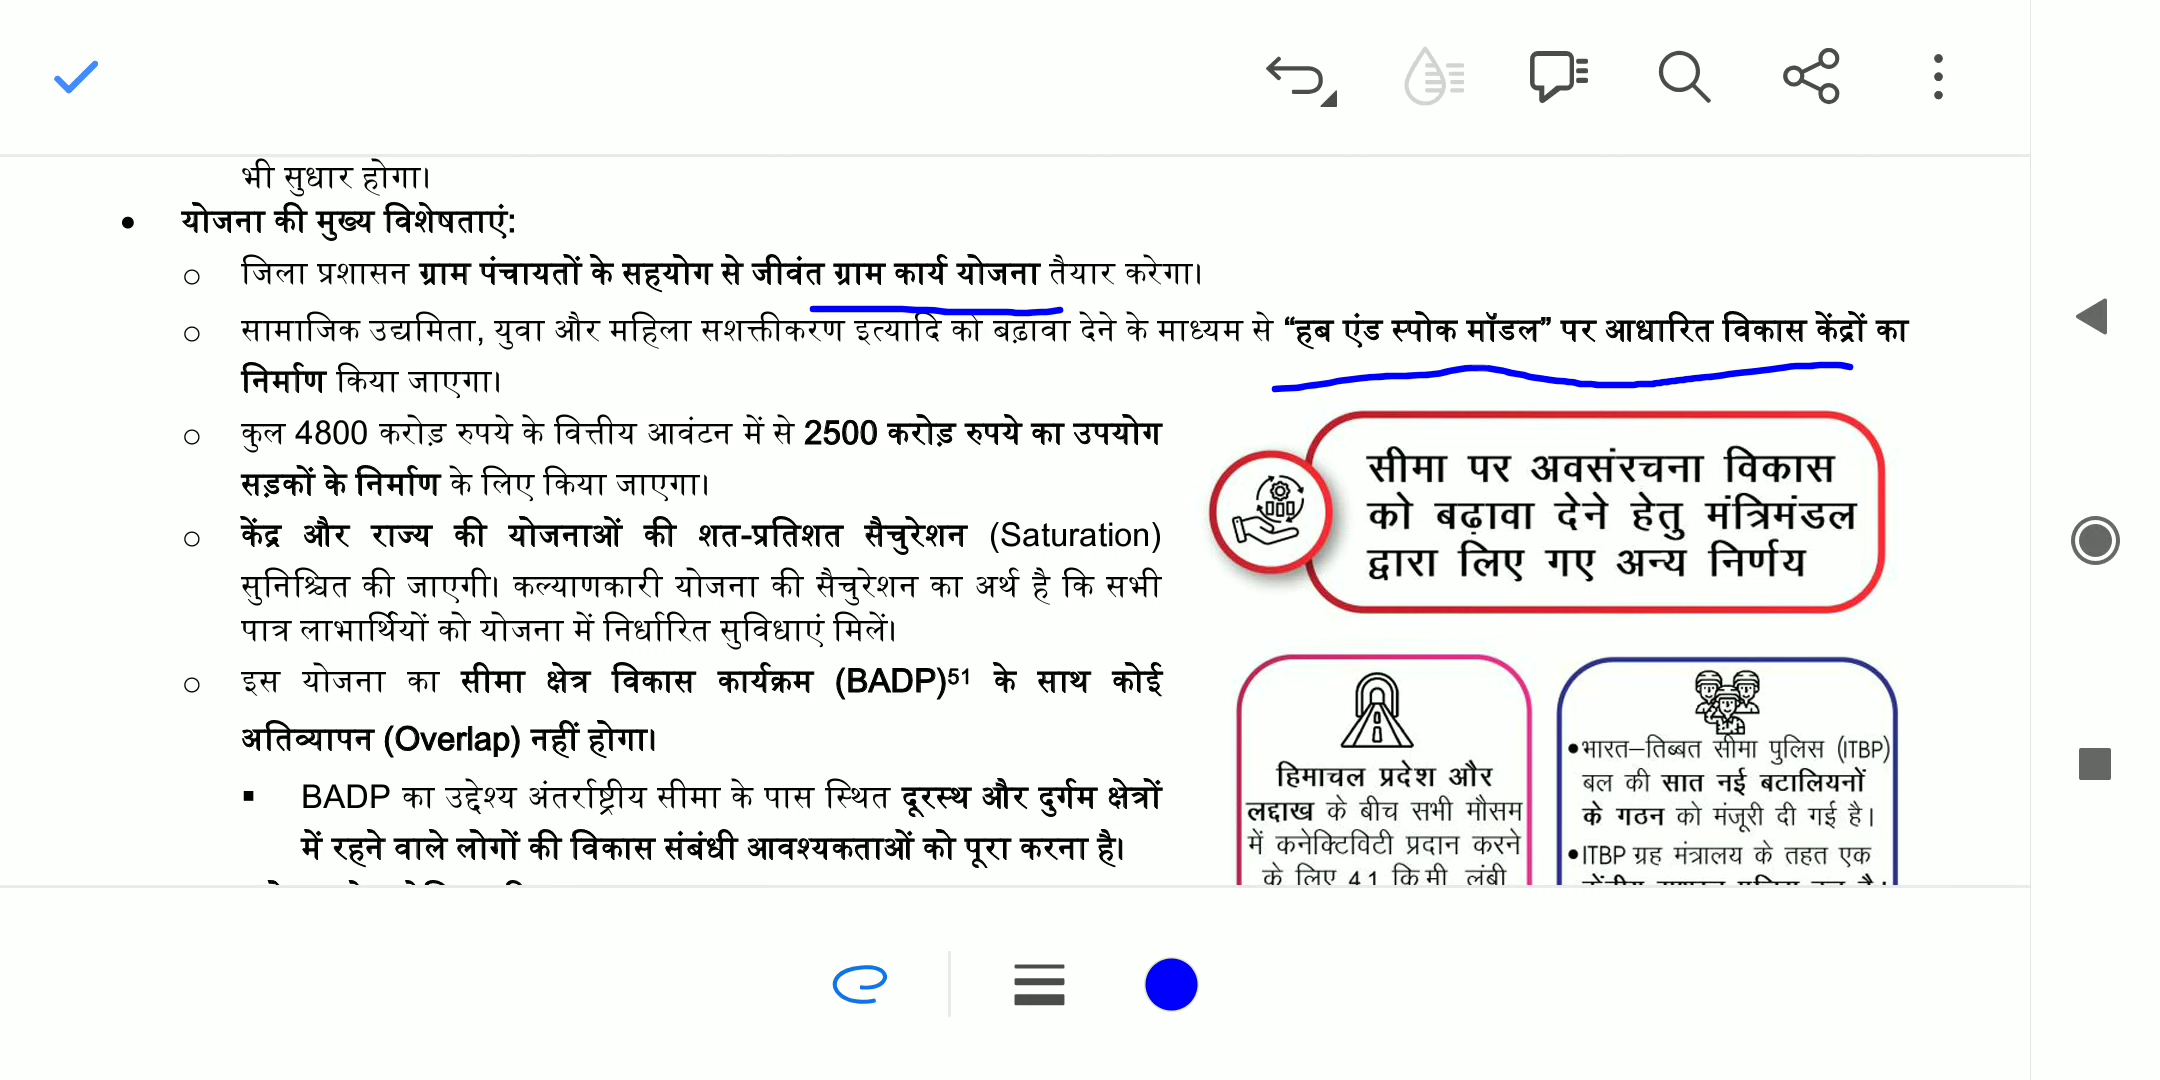 भी सुधार होगा।
• योजना की मुख्य विशेषताएं:
o जिला प्रशासन ग्राम पंचायतों के सहयोग से जीवंत ग्राम कार्य योजना तैयार करेगा।
o सामाजिक उद्यमिता, युवा और महिला सशक्तीकरण इत्यादि को बढ़ावा देने के माध्यम से “हब एंड स्पोक मॉडल” पर आधारित विकास केंद्रों का
निर्माण किया जाएगा।
o कुल 4800 करोड़ रुपये के वित्तीय आवंटन में से 2500 करोड़ रुपये का उपयोग
सड़कों के निर्माण के लिए किया जाएगा।
o केंद्र और राज्य की योजनाओं की शत-प्रतिशत सैचुरेशन (Saturation)
सुनिश्चित की जाएगी। कल्याणकारी योजना की सैचुरेशन का अर्थ है कि सभी
पात्र लाभार्थियों को योजना में निर्धारित सुविधाएं मिलें।
o इस योजना का सीमा क्षेत्र विकास कार्यक्रम (BADP)51 के साथ कोई
अतिव्यापन (Overlap) नहीं होगा।
▪ BADP का उद्देश्य अंतर्राष्ट्रीय सीमा के पास स्थित दूरस्थ और दुर्गम क्षेत्रों
में रहने वाले लोगों की विकास संबंधी आवश्यकताओं को पूरा करना है।
सीमा पर अवसंरचना विकास
को बढ़ावा देने हेतु मंत्रिमंडल
द्वारा लिए गए अन्य निर्णय
हिमाचल प्रदेश और
लद्दाख के बीच सभी मौसम
में कनेक्टिविटी प्रदान करने
के लिए 4.1 कि.मी. लंबी
•भारत–तिब्बत सीमा पुलिस (ITBP)
बल की सात नई बटालियनों
के गठन को मंजूरी दी गई है।
•ITBP ग्रह मंत्रालय के तहत एक